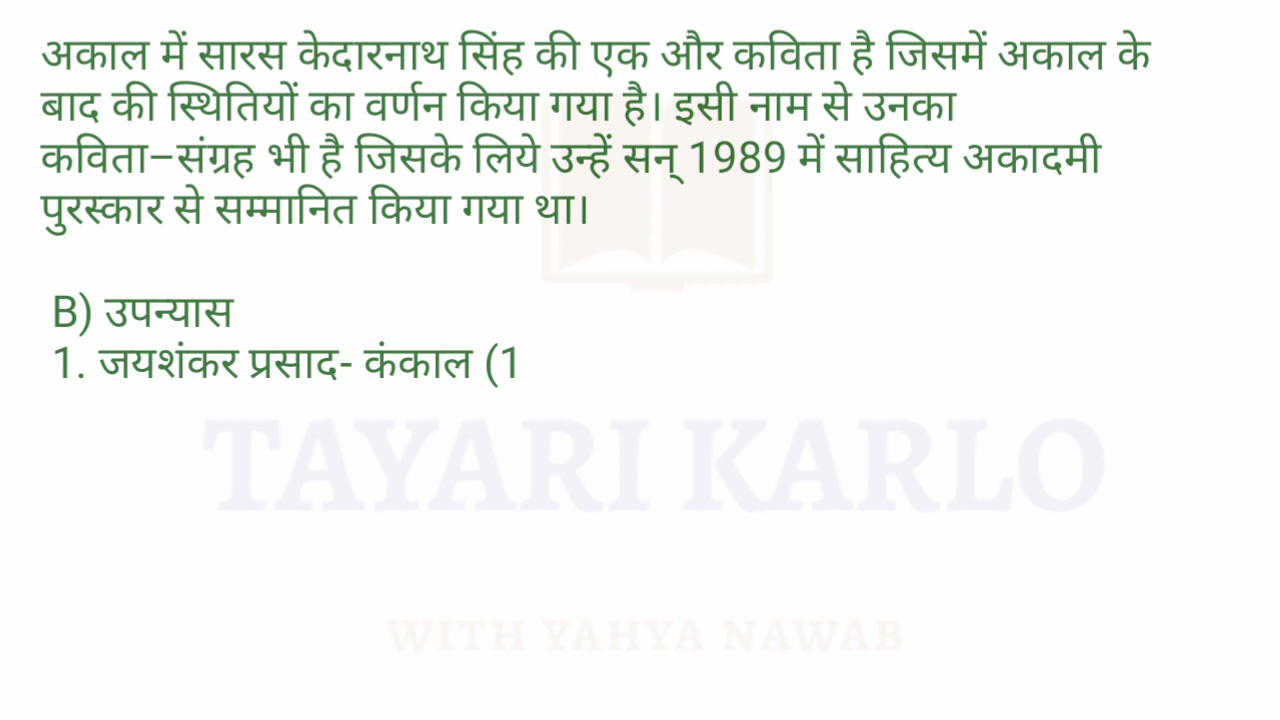 अकाल में सारस केदारनाथ सिंह की एक और कविता है जिसमें अकाल के
बाद की स्थितियों का वर्णन किया गया है। इसी नाम से उनका
कविता–संग्रह भी है जिसके लिये उन्हें सन् 1989 में साहित्य अकादमी
पुरस्कार से सम्मानित किया गया था।
B) उपन्यास
1. जयशंकर प्रसाद- कंकाल (1
TAYARI KARLO
WITH YAHYA NAWAB